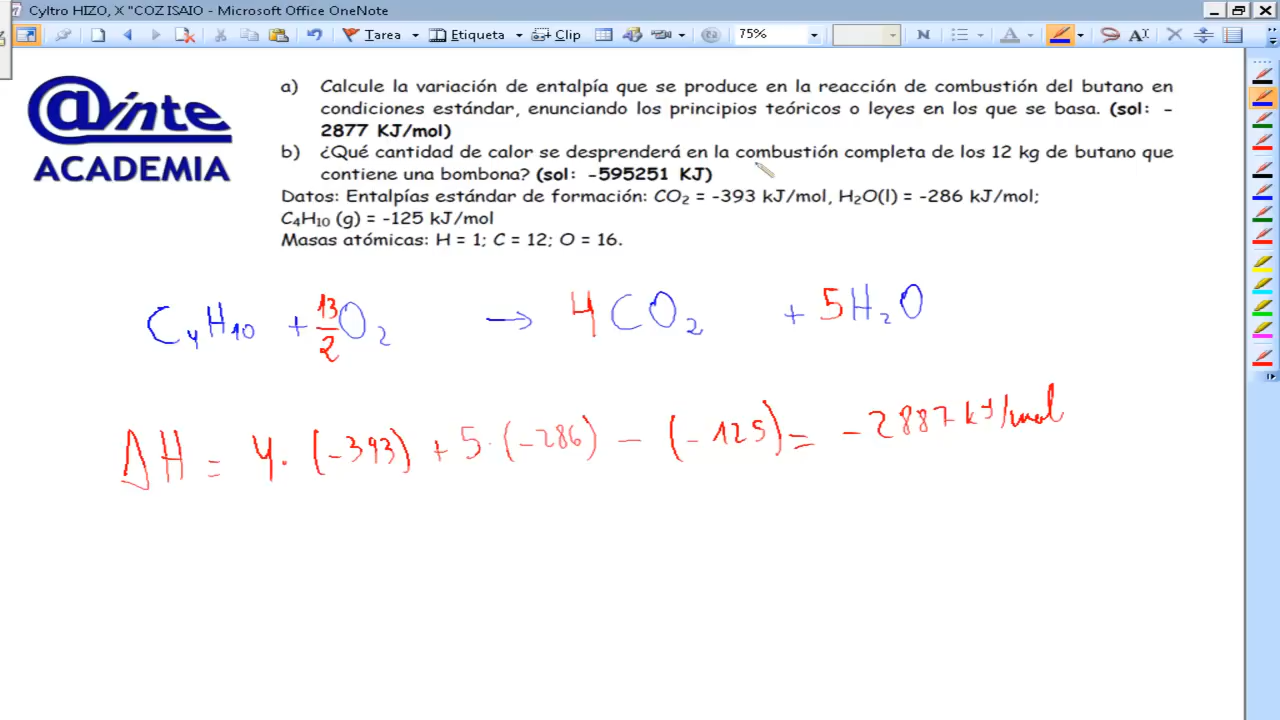 Cyltro HIZO, X "COZ ISAIO - Microsoft Office OneNote
Tarea Etiqueta Clip 75% N A A
@inte
ACADEMIA
a) Calcule la variación de entalpía que se produce en la reacción de combustión del butano en
condiciones estándar, enunciando los principios teóricos o leyes en los que se basa. (sol: -
2877 KJ/mol)
b) ¿Qué cantidad de calor se desprenderá en la combustión completa de los 12 kg de butano que
contiene una bombona? (sol: -595251 KJ)
Datos: Entalpías estándar de formación: CO₂ = -393 kJ/mol, H₂O(l) = -286 kJ/mol;
C₄H₁₀ (g) = -125 kJ/mol
Masas atómicas: H = 1; C = 12; O = 16.
C₄H₁₀ + 13/2 O₂ → 4CO₂ + 5H₂O
ΔH = 4·(-393) + 5·(-286) - (-125) = -2887 kJ/mol